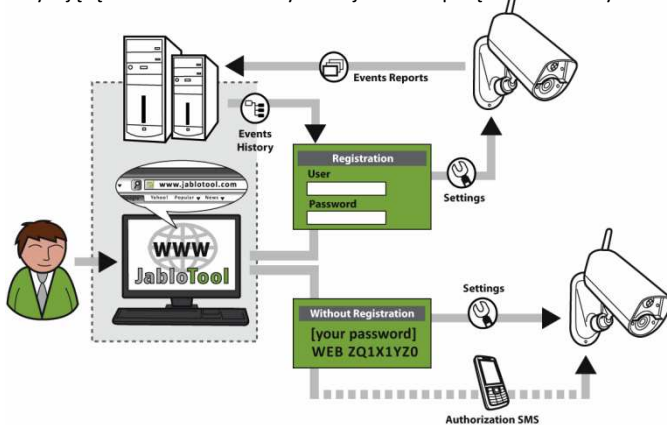 Events Reports
Events
History
Registration
User
Password
Settings
www.jablotool.com
Yahoo! Popular News
WWW
JabloTool
Without Registration
[your password]
WEB ZQ1X1YZ0
Settings
Authorization SMS